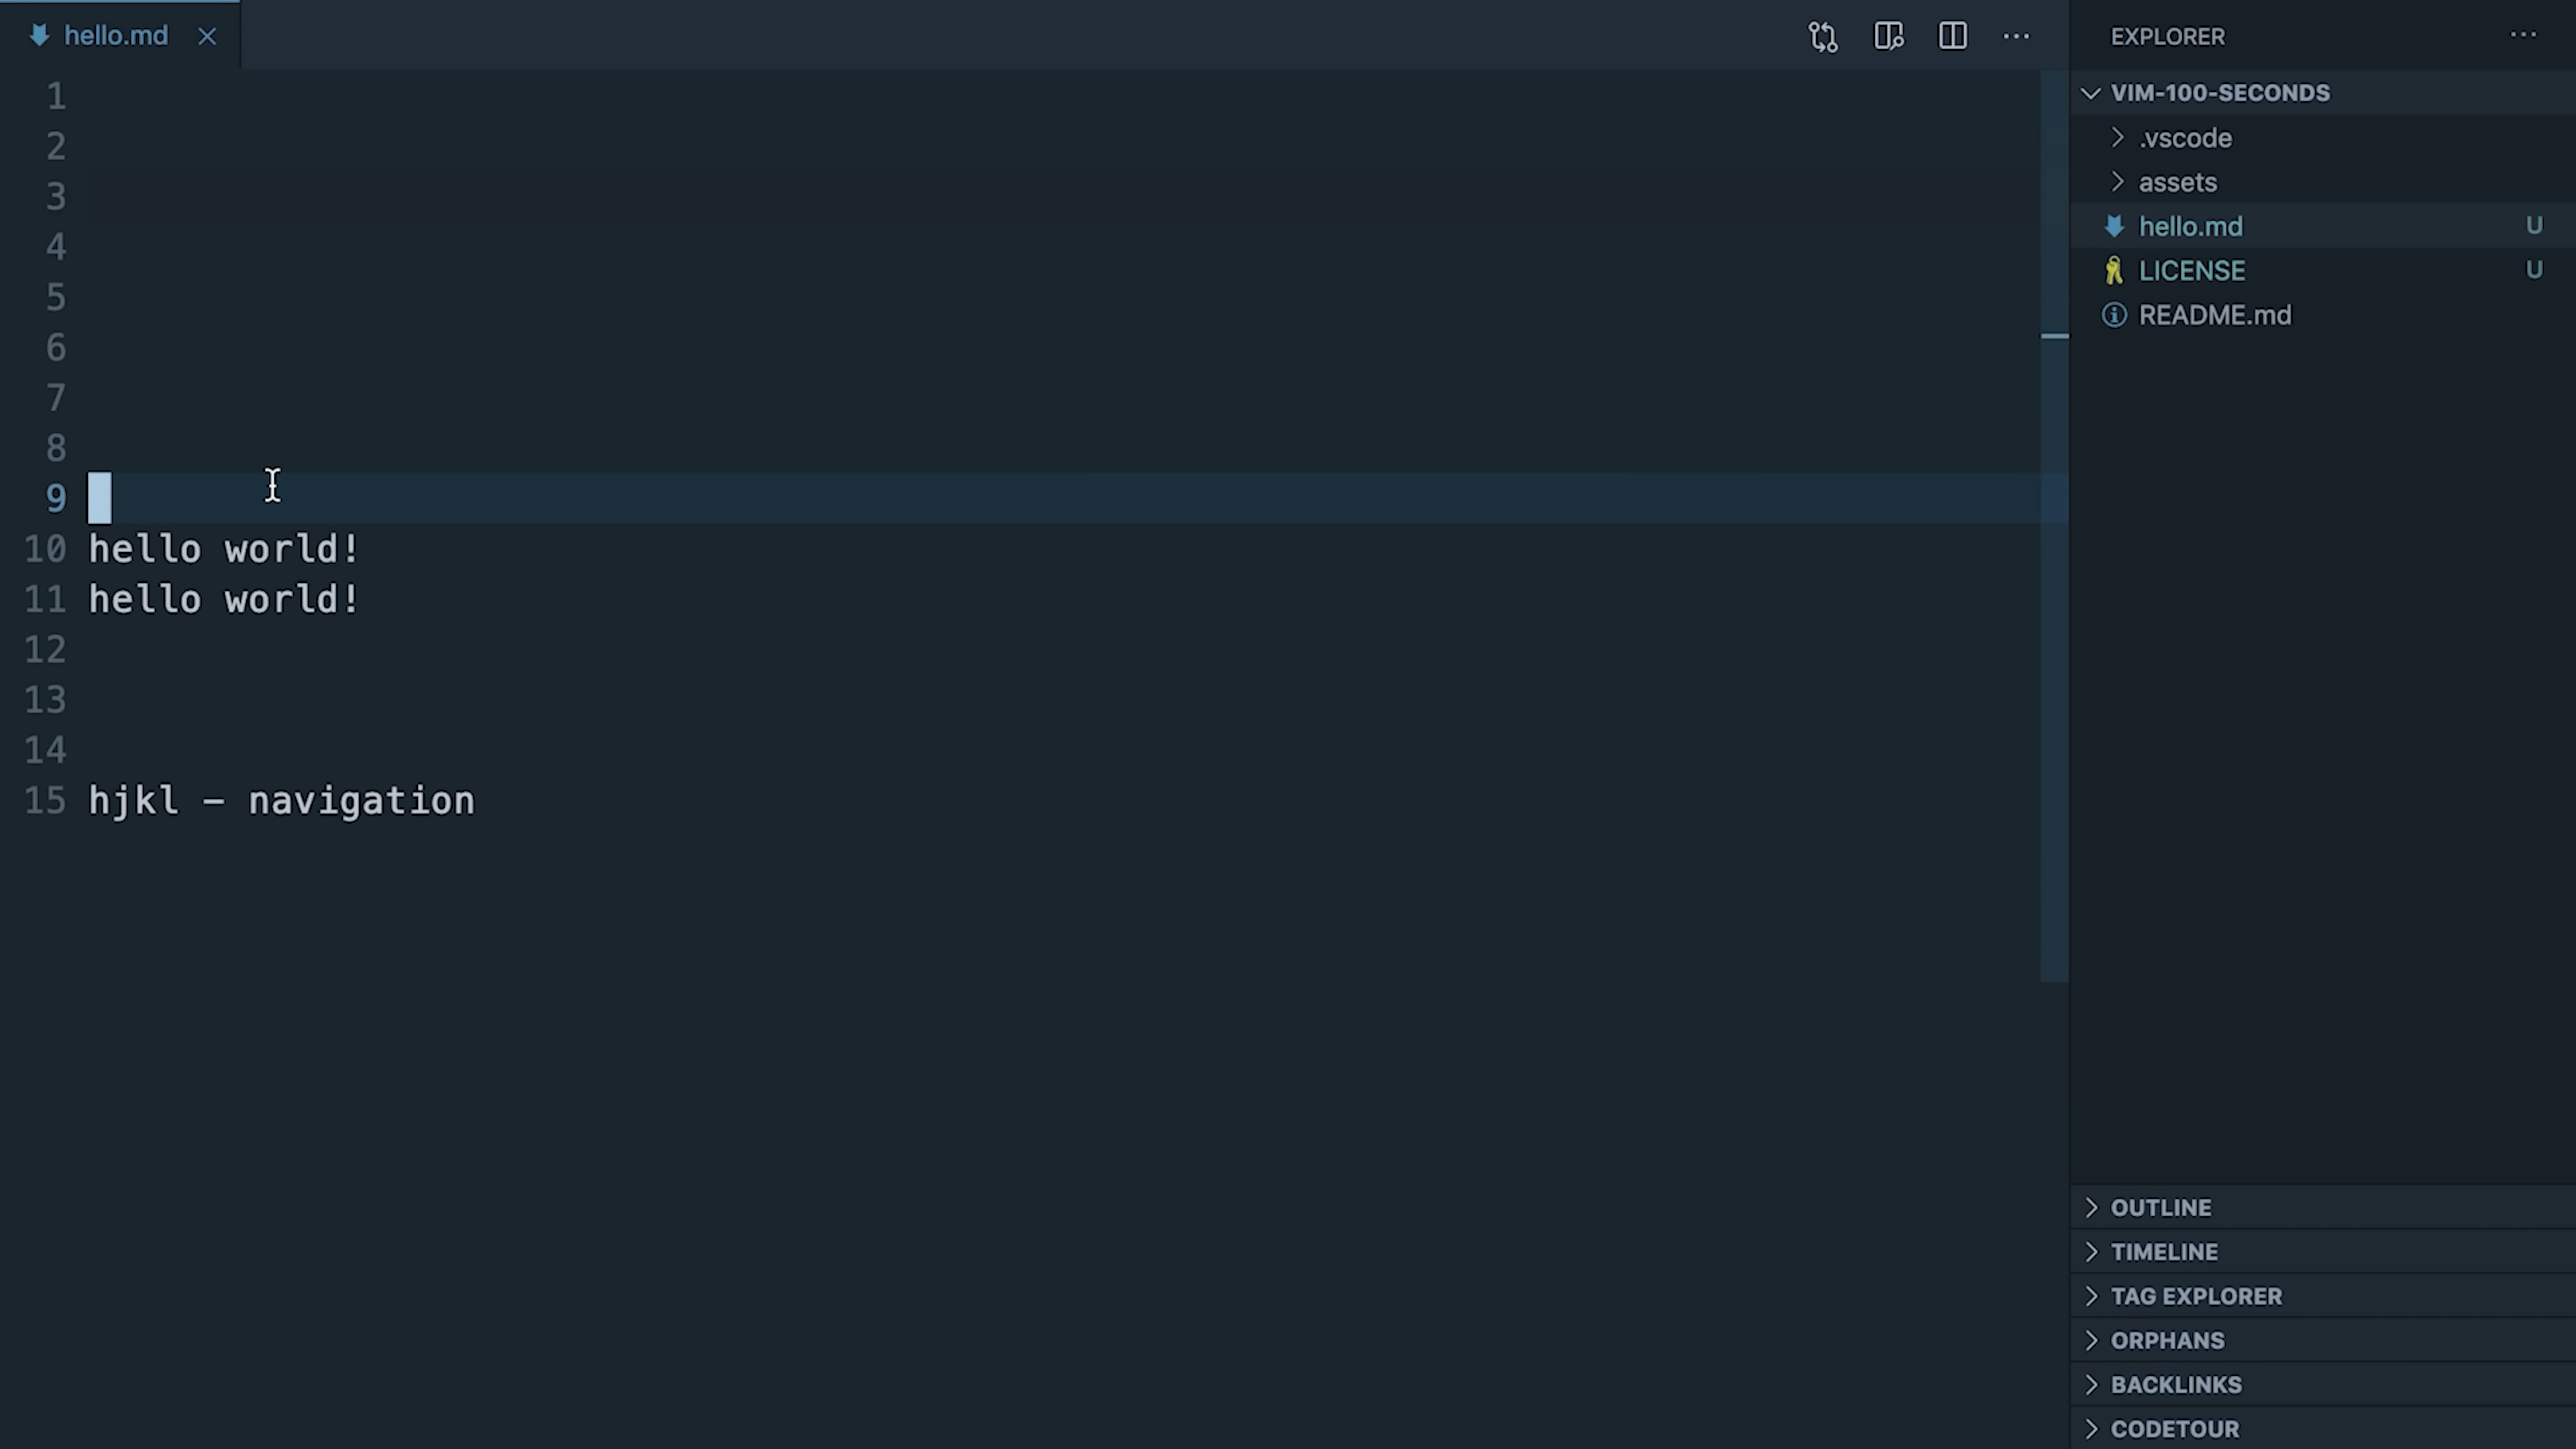 hello.md
EXPLORER
VIM-100-SECONDS
.vscode
assets
hello.md U
LICENSE U
README.md
1
2
3
4
5
6
7
8
9
10 hello world!
11 hello world!
12
13
14
15 hjkl - navigation
OUTLINE
TIMELINE
TAG EXPLORER
ORPHANS
BACKLINKS
CODETOUR